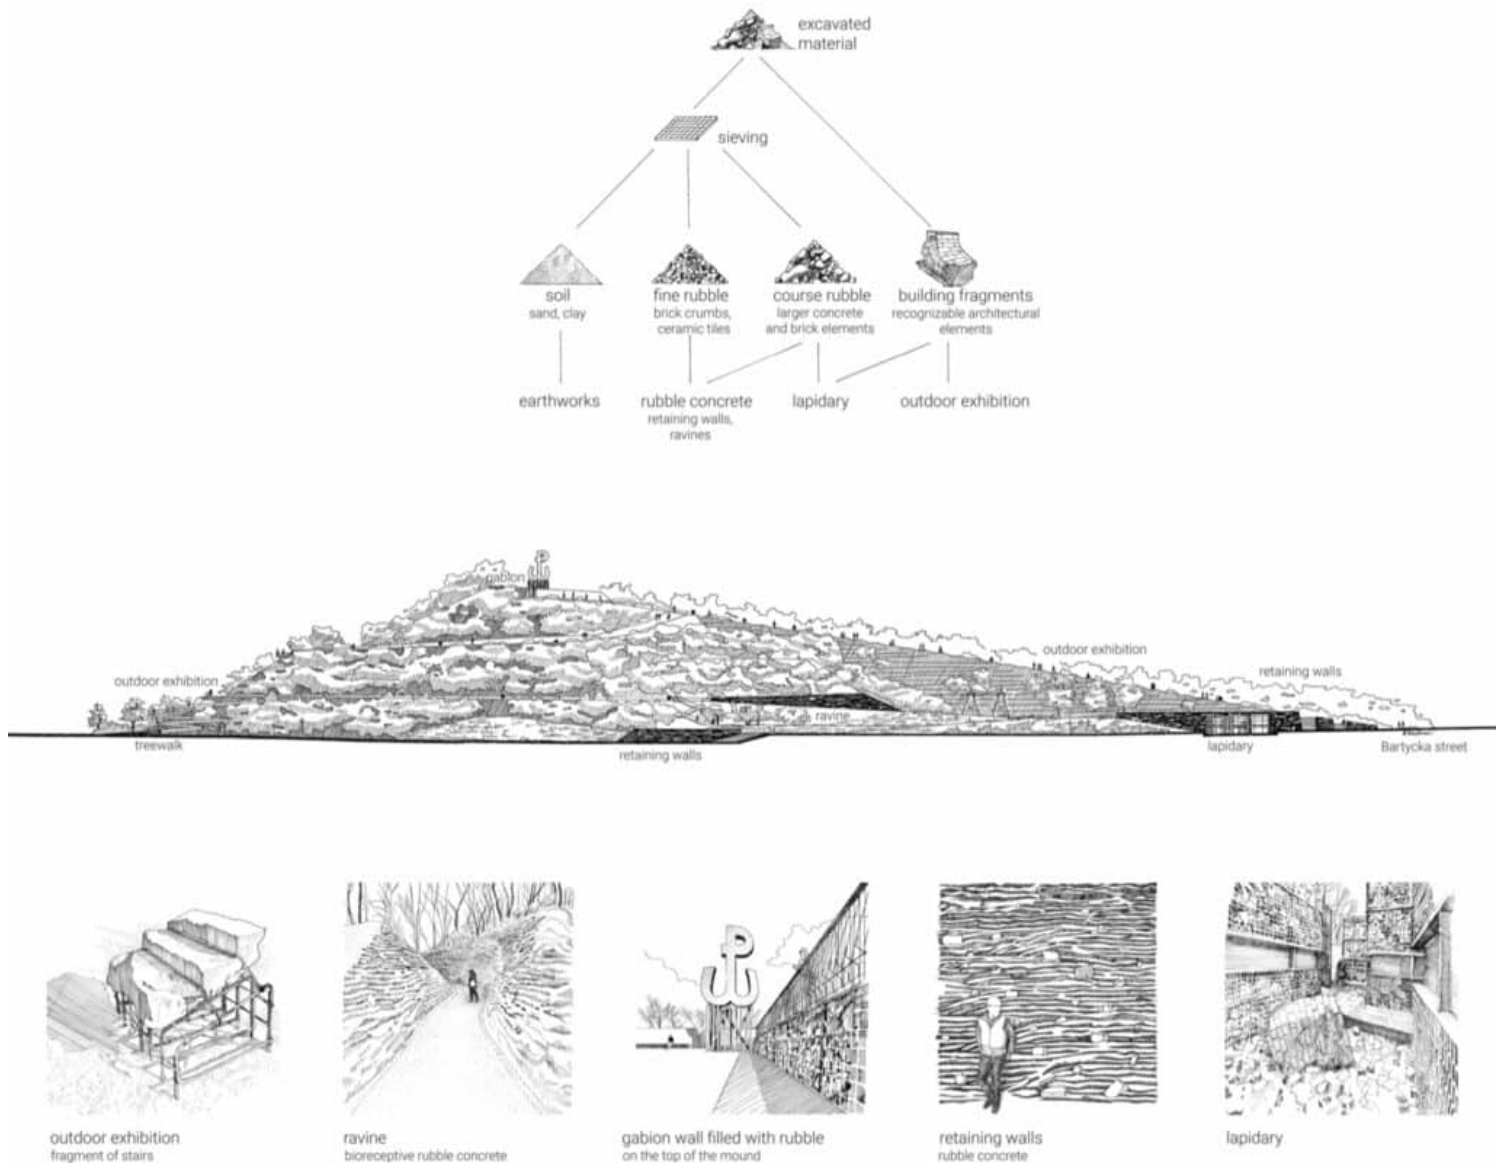 excavated
material
sieving
soil
sand, clay
fine rubble
brick crumbs,
ceramic tiles
course rubble
larger concrete
and brick elements
building fragments
recognizable architectural
elements
earthworks
rubble concrete
retaining walls,
ravines
lapidary
outdoor exhibition
gabion
outdoor exhibition
retaining walls
outdoor exhibition
ravine
treewalk
retaining walls
lapidary
Bartycka street
outdoor exhibition
fragment of stairs
ravine
bioreceptive rubble concrete
gabion wall filled with rubble
on the top of the mound
retaining walls
rubble concrete
lapidary